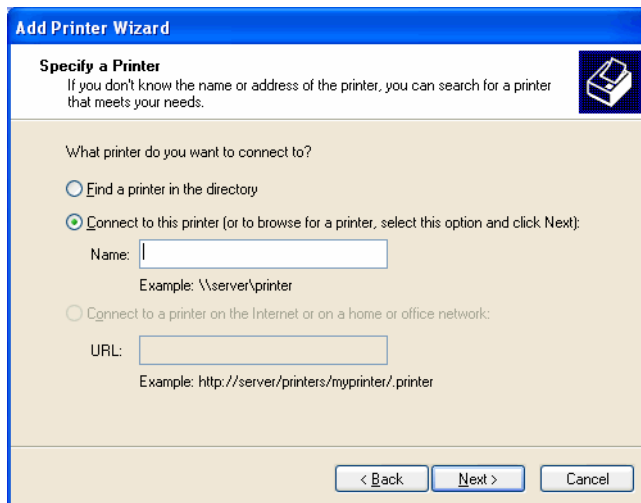 Add Printer Wizard
Specify a Printer
If you don't know the name or address of the printer, you can search for a printer
that meets your needs.
What printer do you want to connect to?
Find a printer in the directory
Connect to this printer (or to browse for a printer, select this option and click Next):
Name:
Example: \\server\printer
Connect to a printer on the Internet or on a home or office network:
URL:
Example: http://server/printers/myprinter/.printer
< Back Next > Cancel